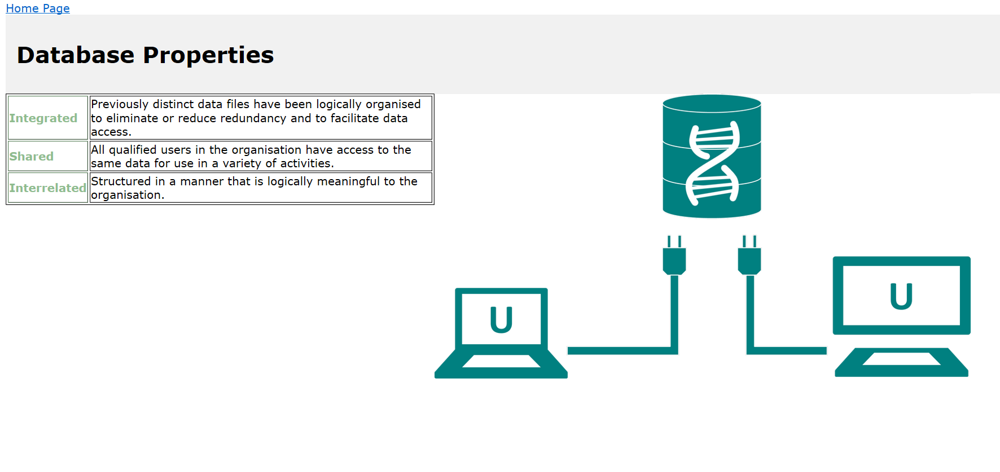 Home Page
Database Properties
Integrated
Previously distinct data files have been logically organised
to eliminate or reduce redundancy and to facilitate data
access.
Shared
All qualified users in the organisation have access to the
same data for use in a variety of activities.
Interrelated
Structured in a manner that is logically meaningful to the
organisation.
U
U